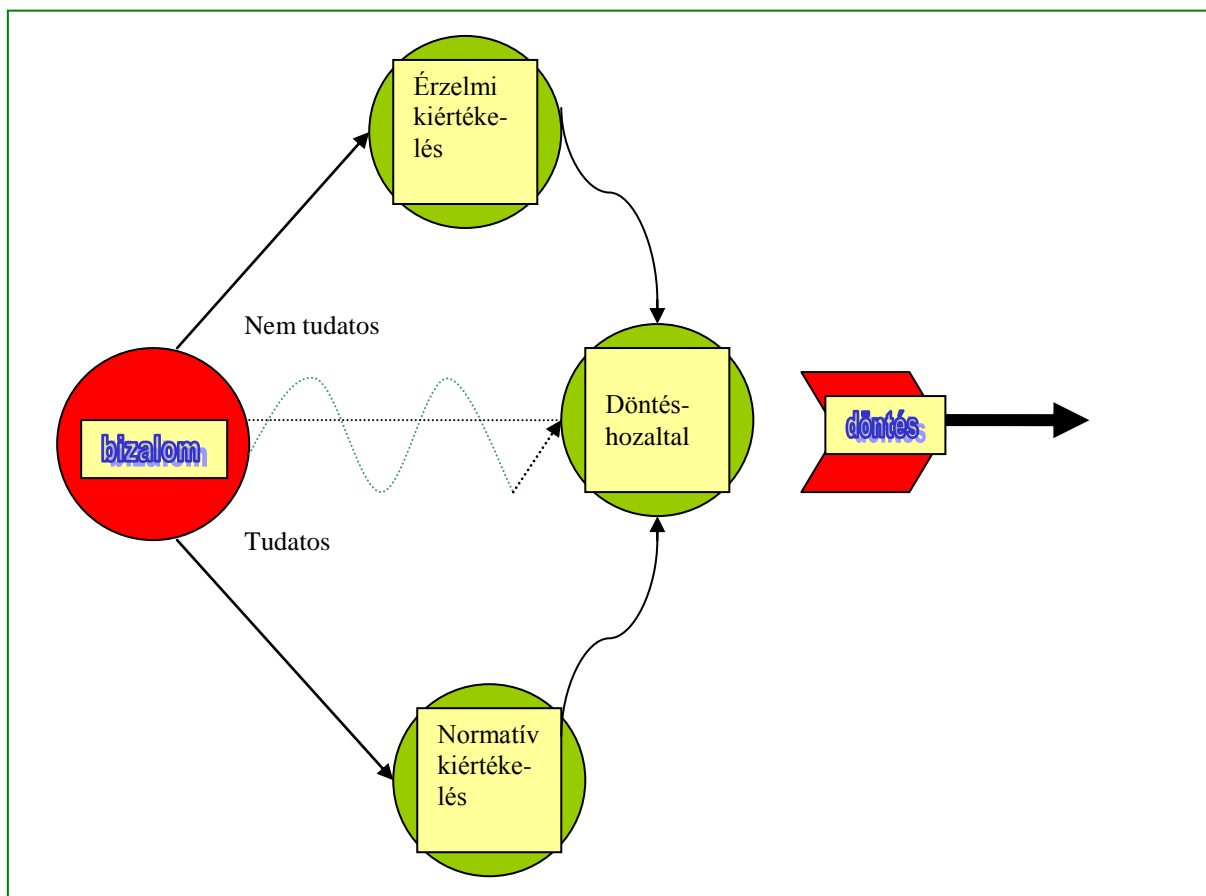 Érzelmi
kiértéke-
lés
Nem tudatos
bizalom
Döntés-
hozaltal
döntés
Tudatos
Normatív
kiértéke-
lés